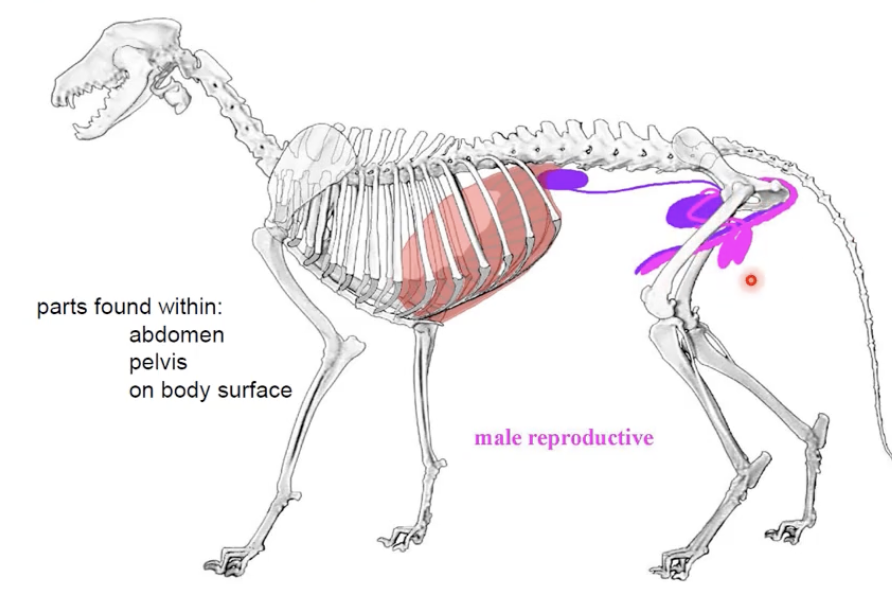 parts found within:
abdomen
pelvis
on body surface
male reproductive